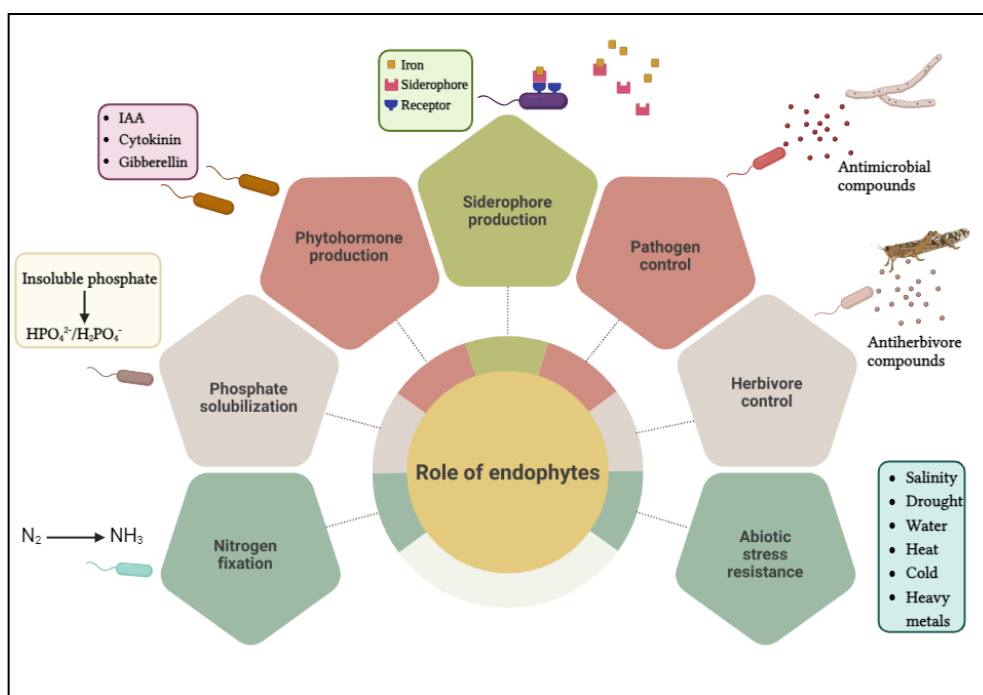 Iron
Siderophore
Receptor
• IAA
• Cytokinin
• Gibberellin
Siderophore
production
Antimicrobial
compounds
Phytohormone
production
Pathogen
control
Insoluble phosphate
HPO₄²⁻/H₂PO₄⁻
Antiherbivore
compounds
Phosphate
solubilization
Herbivore
control
Role of endophytes
N₂ → NH₃
Nitrogen
fixation
Abiotic
stress
resistance
• Salinity
• Drought
• Water
• Heat
• Cold
• Heavy
metals